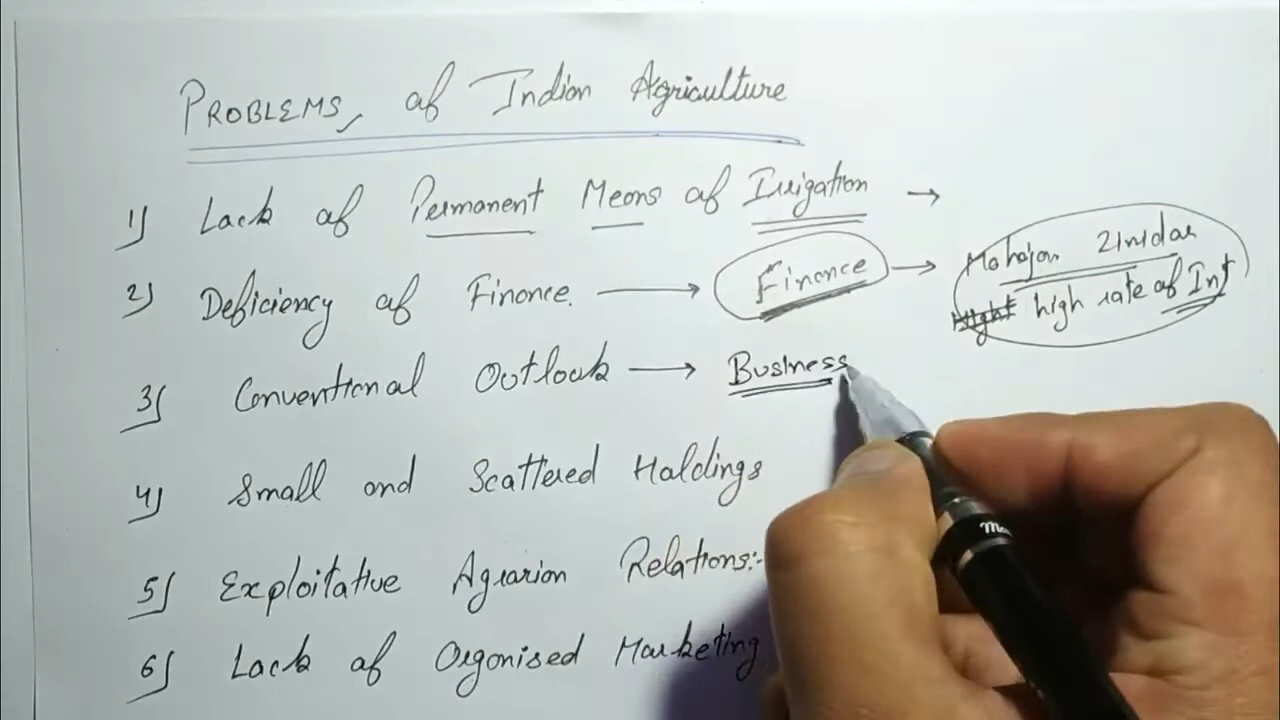 PROBLEMS, of Indian Agriculture
1) Lack of Permanent Means of Irrigation →
2) Deficiency of Finance. → Finance → Mahajan Zimidar
high rate of Int
3) Conventional Outlook → Business
4) Small and Scattered Holdings
5) Exploitative Agrarian Relations:-
6) Lack of Organised Marketing